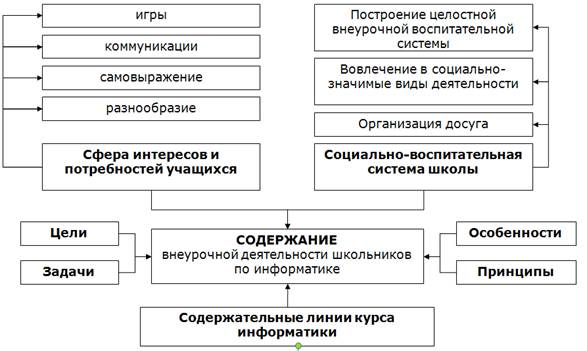 игры
коммуникации
самовыражение
разнообразие
Сфера интересов и
потребностей учащихся
Построение целостной
внеурочной воспитательной
системы
Вовлечение в социально-
значимые виды деятельности
Организация досуга
Социально-воспитательная
система школы
Цели
Задачи
СОДЕРЖАНИЕ
внеурочной деятельности школьников
по информатике
Особенности
Принципы
Содержательные линии курса
информатики